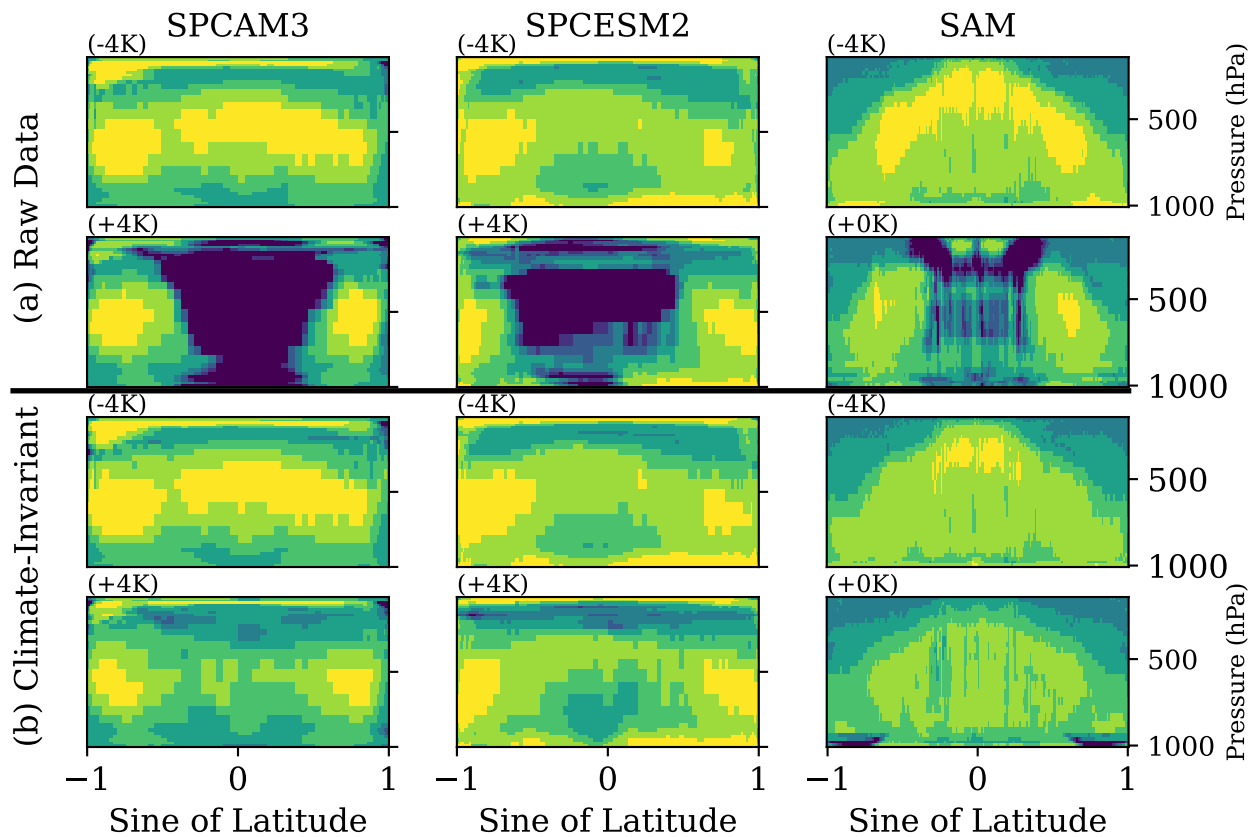 SPCAM3 SPCESM2 SAM
(-4K) (-4K) (-4K)
500
1000
Pressure (hPa)
(a) Raw Data
(+4K) (+4K) (+0K)
500
1000
(-4K) (-4K) (-4K)
500
1000
(b) Climate-Invariant
(+4K) (+4K) (+0K)
500
1000
Pressure (hPa)
−1 0 1 −1 0 1 −1 0 1
Sine of Latitude Sine of Latitude Sine of Latitude